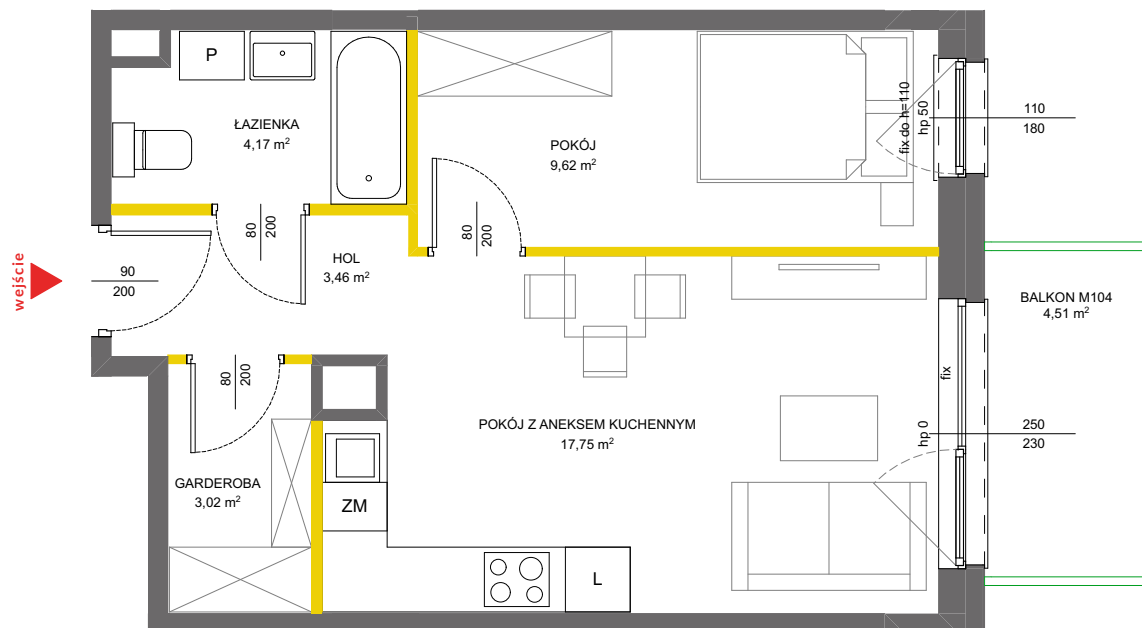 P
ŁAZIENKA
4,17 m²
POKÓJ
9,62 m²
fix do h=110
hp 50
110
180
80
200
80
200
HOL
3,46 m²
wejście
90
200
BALKON M104
4,51 m²
80
200
fix
POKÓJ Z ANEKSEM KUCHENNYM
17,75 m²
hp 0
250
230
GARDEROBA
3,02 m²
ZM
L